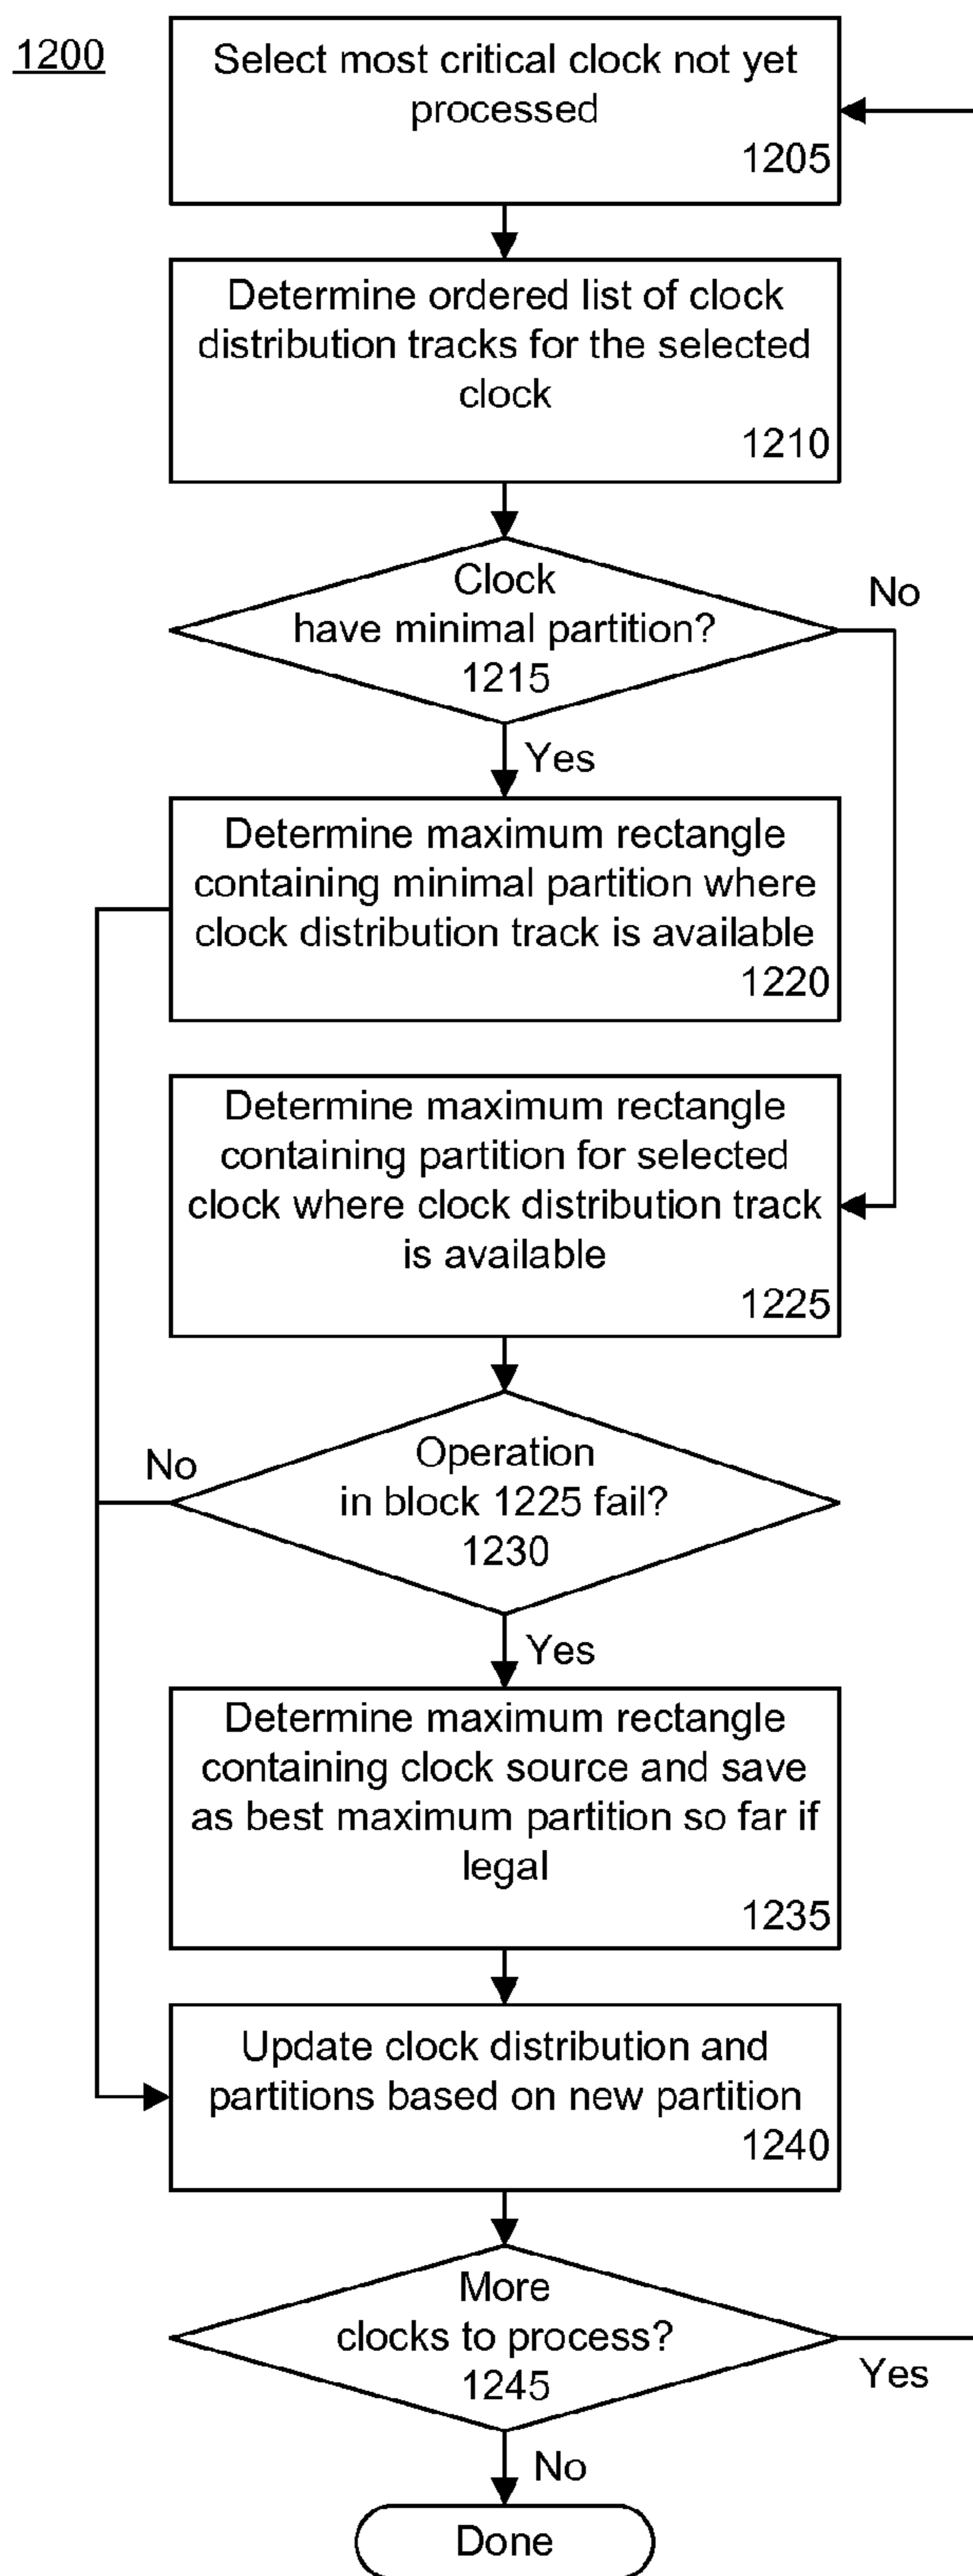 1200
Select most critical clock not yet
processed
1205
Determine ordered list of clock
distribution tracks for the selected
clock
1210
Clock
have minimal partition?
1215
No
Yes
Determine maximum rectangle
containing minimal partition where
clock distribution track is available
1220
Determine maximum rectangle
containing partition for selected
clock where clock distribution track
is available
1225
Operation
in block 1225 fail?
1230
No
Yes
Determine maximum rectangle
containing clock source and save
as best maximum partition so far if
legal
1235
Update clock distribution and
partitions based on new partition
1240
More
clocks to process?
1245
Yes
No
Done